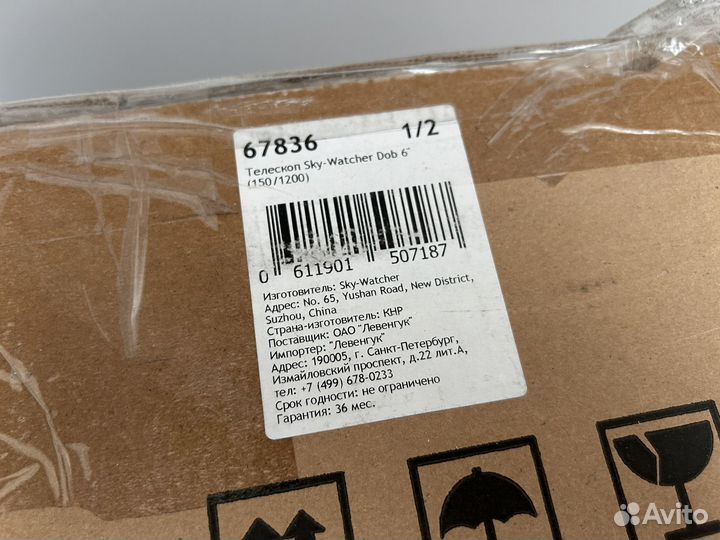 67836 1/2
Телескоп Sky-Watcher Dob 6"
(150/1200)
0 611901 507187
Изготовитель: Sky-Watcher
Адрес: No. 65, Yushan Road, New District,
Suzhou, China
Страна-изготовитель: КНР
Поставщик: ОАО "Левенгук"
Импортер: "Левенгук"
Адрес: 190005, г. Санкт-Петербург,
Измайловский проспект, д.22 лит.А,
тел: +7 (499) 678-0233
Срок годности: не ограничено
Гарантия: 36 мес.
Avito